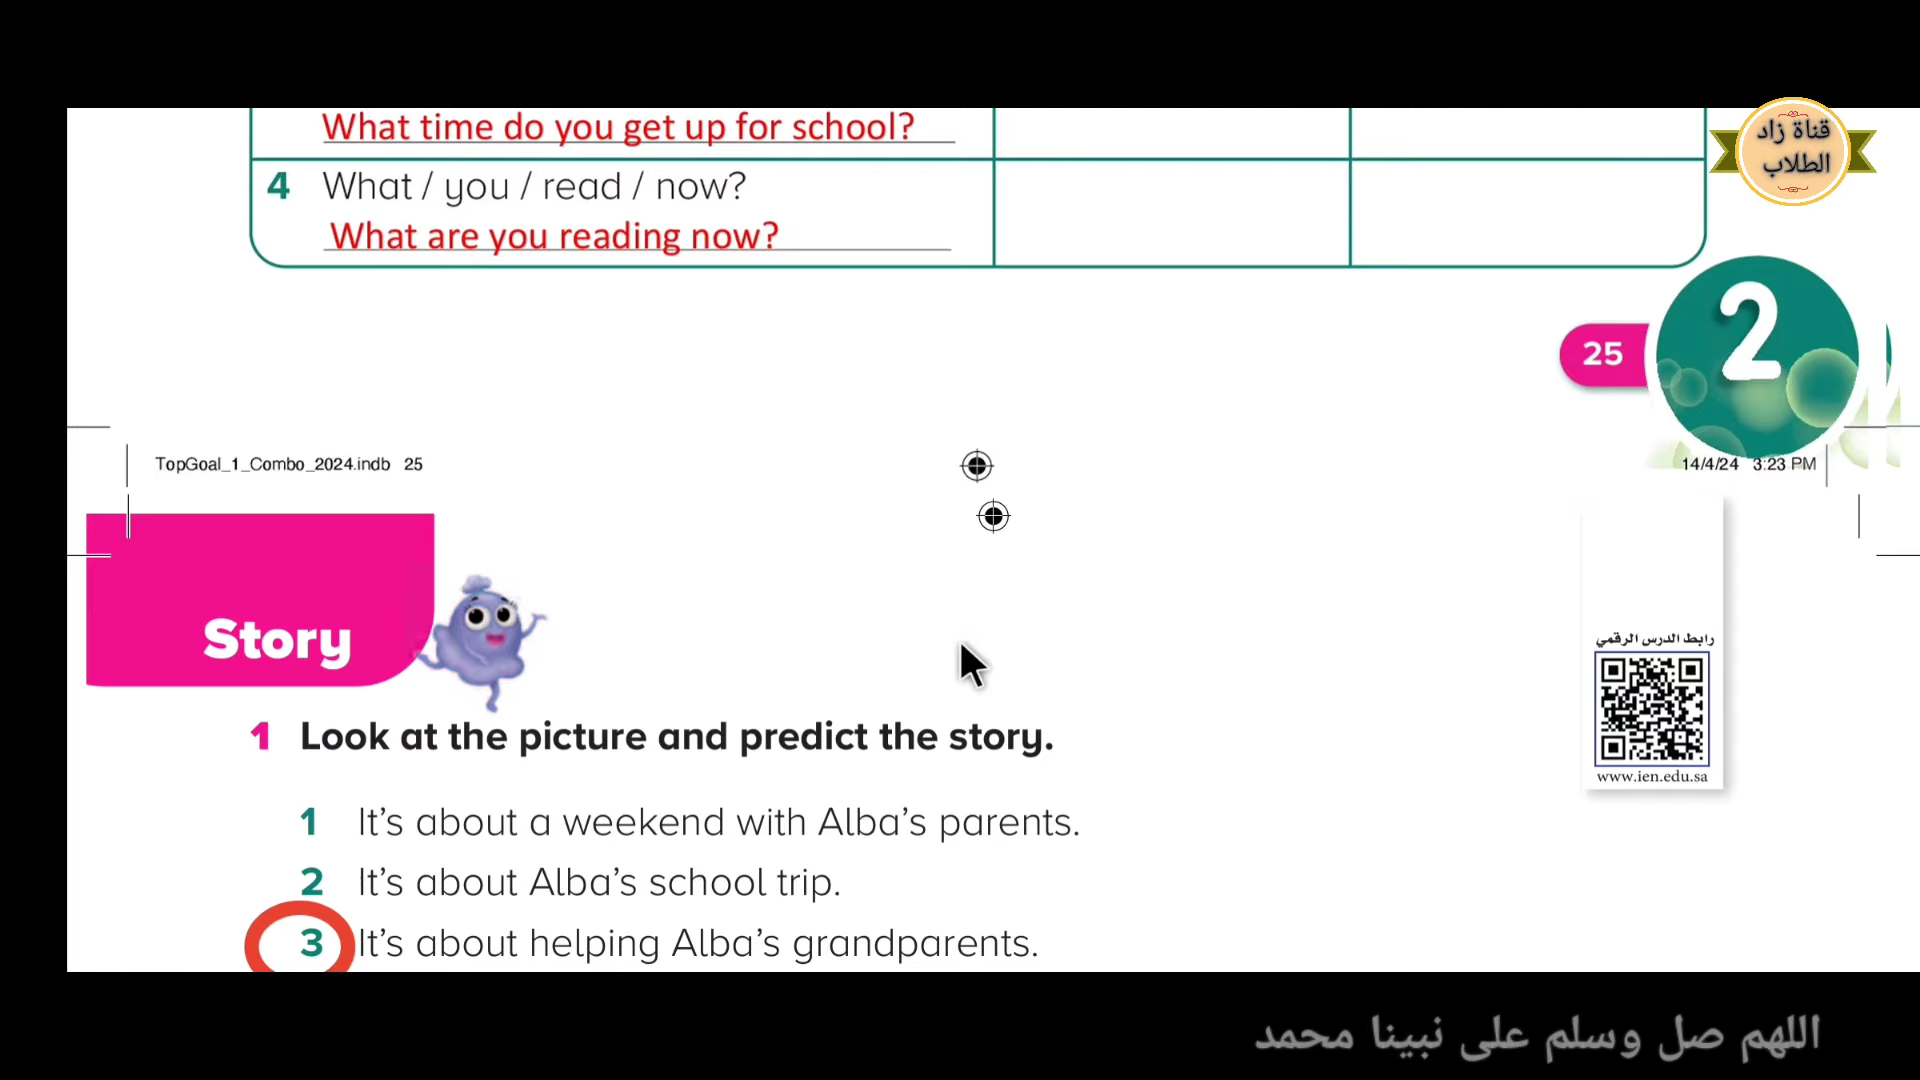 What time do you get up for school?
4 What / you / read / now?
What are you reading now?
قناة زاد
الطلاب
2
25
TopGoal_1_Combo_2024.indb 25
14/4/24 3:23 PM
Story
رابط الدرس الرقمي
www.ien.edu.sa
1 Look at the picture and predict the story.
1 It's about a weekend with Alba's parents.
2 It's about Alba's school trip.
3 It's about helping Alba's grandparents.
اللهم صل وسلم على نبينا محمد